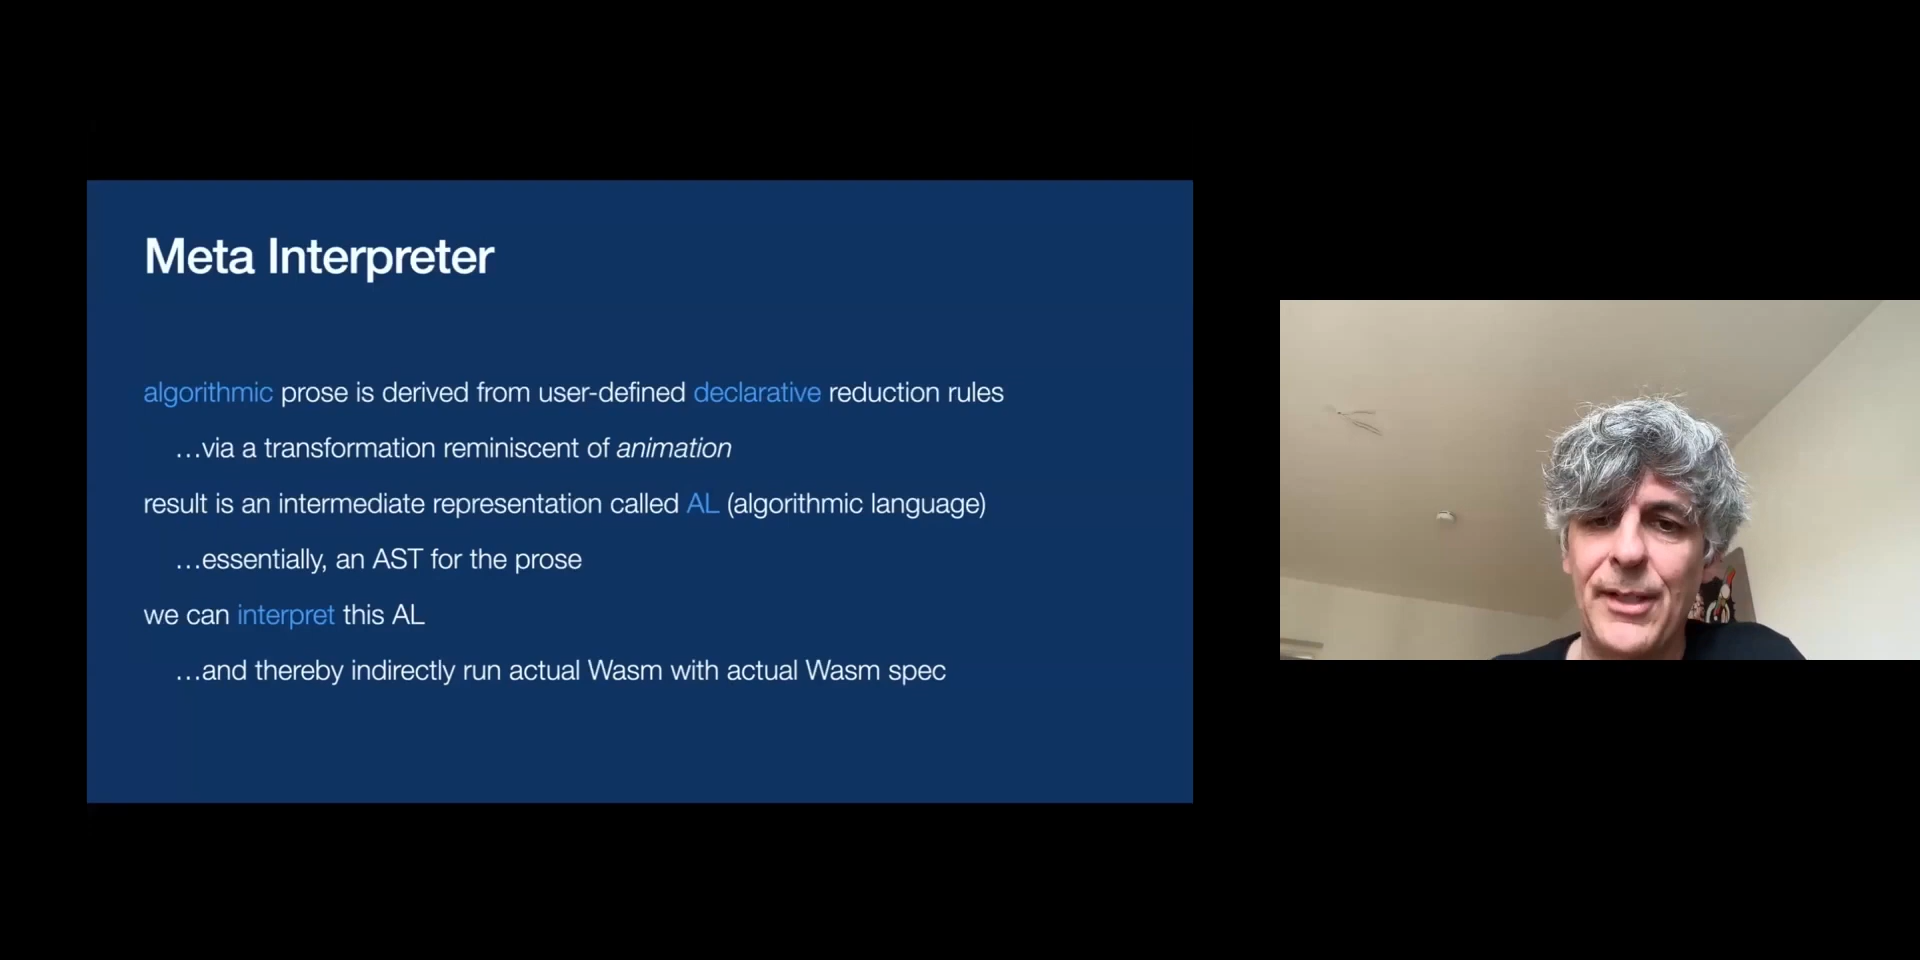 Meta Interpreter
algorithmic prose is derived from user-defined declarative reduction rules
…via a transformation reminiscent of animation
result is an intermediate representation called AL (algorithmic language)
…essentially, an AST for the prose
we can interpret this AL
…and thereby indirectly run actual Wasm with actual Wasm spec